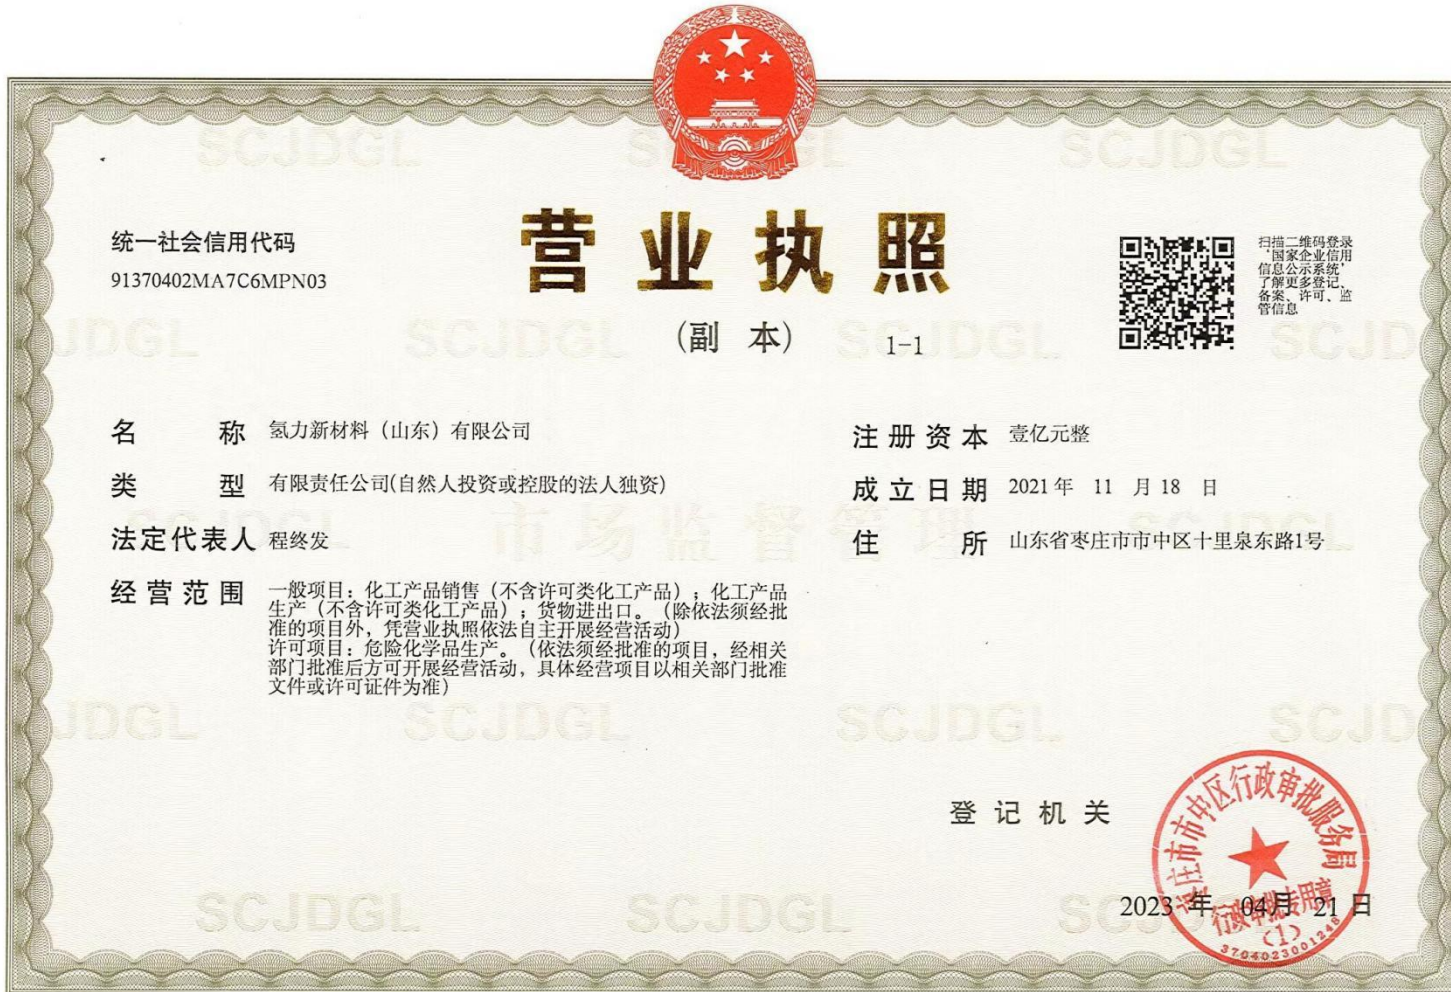 统一社会信用代码
91370402MA7C6MPN03
营业执照
(副 本)
1-1
扫描二维码登录
‘国家企业信用
信息公示系统’
了解更多登记、
备案、许可、监
管信息
名 称 氢力新材料（山东）有限公司
类 型 有限责任公司(自然人投资或控股的法人独资)
法定代表人 程终发
经营范围 一般项目：化工产品销售（不含许可类化工产品）；化工产品
生产（不含许可类化工产品）；货物进出口。（除依法须经批
准的项目外，凭营业执照依法自主开展经营活动）
许可项目：危险化学品生产。（依法须经批准的项目，经相关
部门批准后方可开展经营活动，具体经营项目以相关部门批准
文件或许可证件为准）
注册资本 壹亿元整
成立日期 2021年 11 月 18 日
住 所 山东省枣庄市市中区十里泉东路1号
登记机关
枣庄市市中区行政审批服务局
行政审批专用章
(1)
3704023001248
2023 年 04月 21 日
SCJDGL
市场监督管理